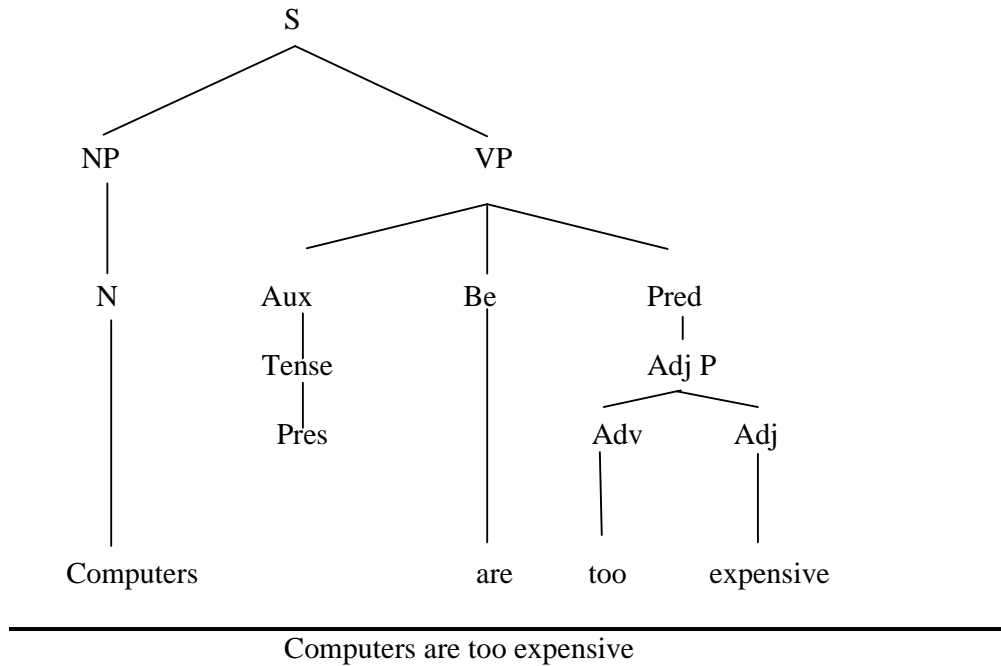 S
NP VP
N Aux Be Pred
Tense Adj P
Pres Adv Adj
Computers are too expensive
Computers are too expensive